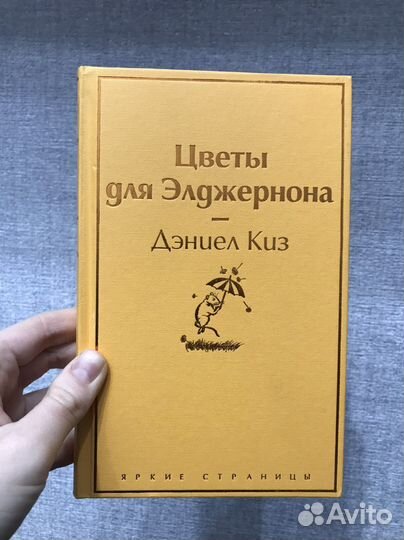 Цветы
для Элджернона
Дэниел Киз
ЯРКИЕ СТРАНИЦЫ
Avito